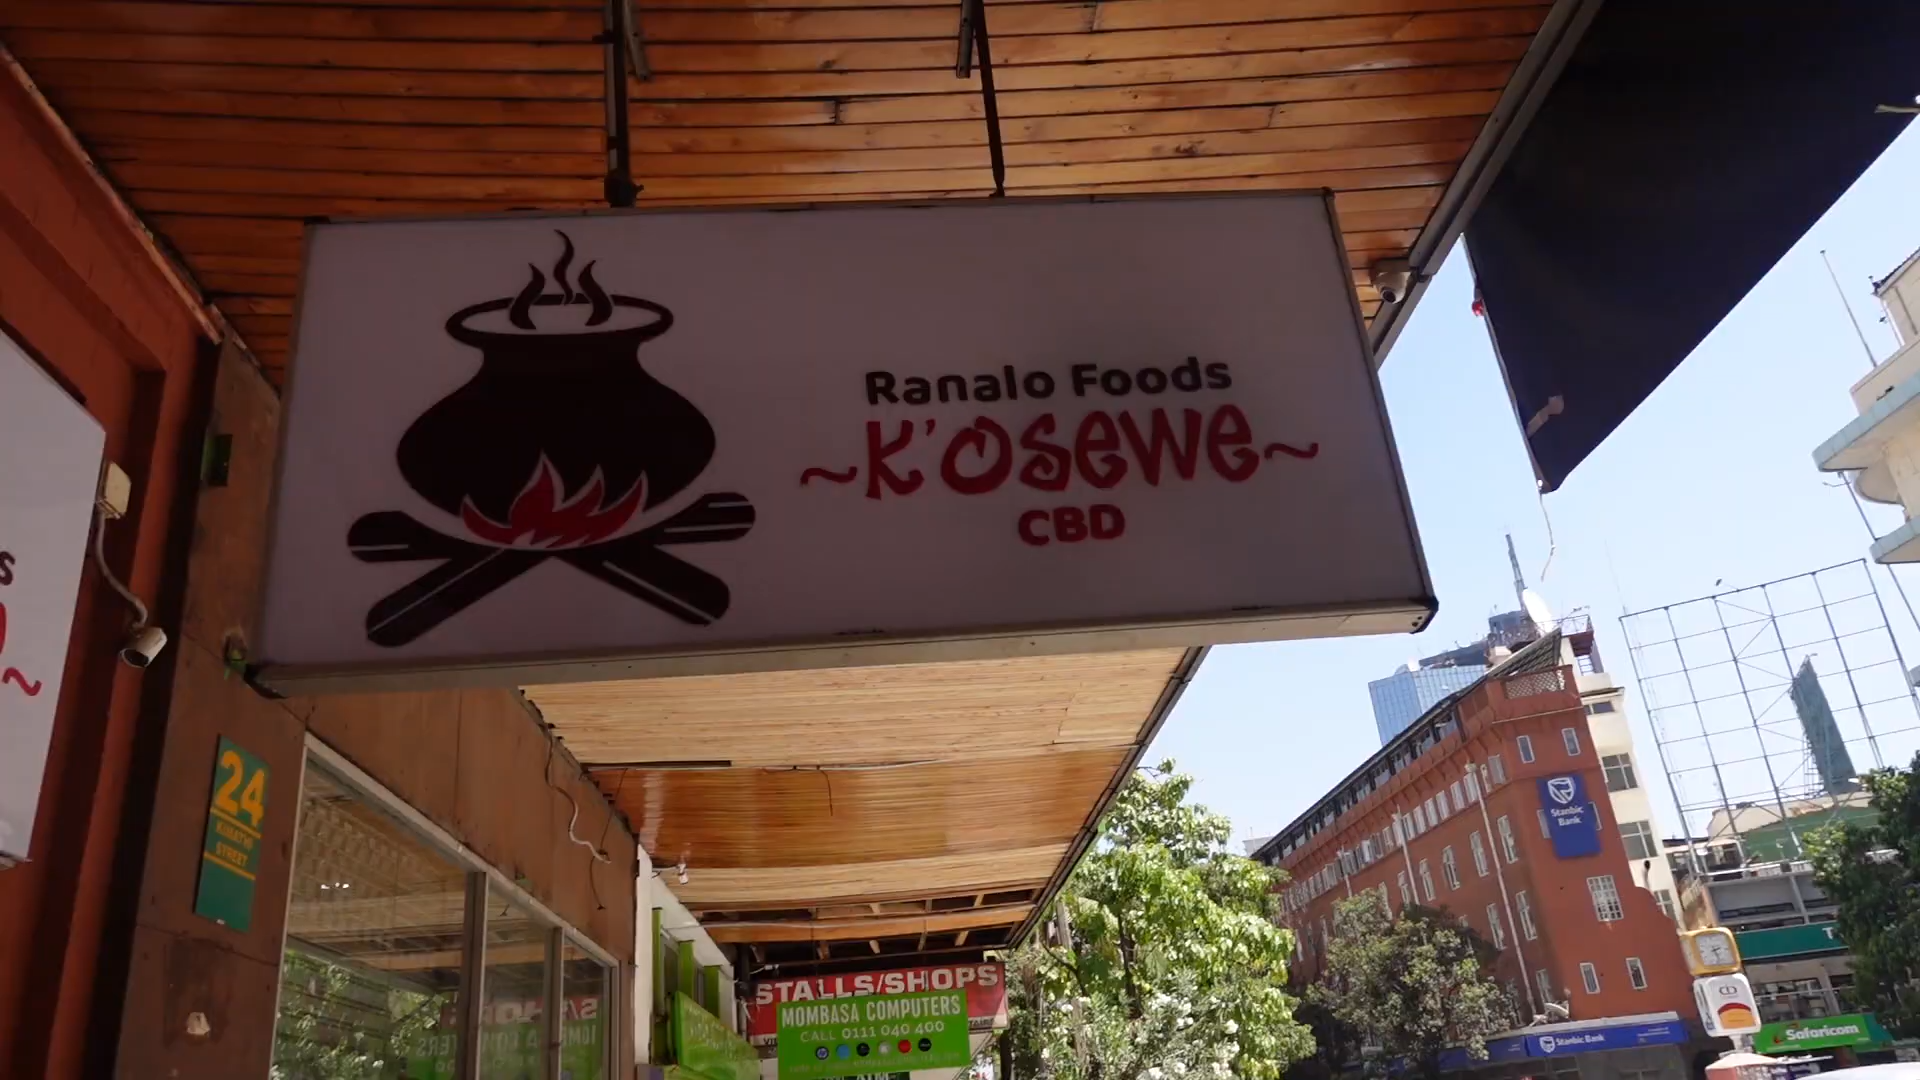 Ranalo Foods
~K'OSEWE~
CBD
24
KIMATHI
STREET
STALLS/SHOPS
MOMBASA COMPUTERS
CALL 0111 040 400
Stanbic
Bank
Stanbic Bank
Safaricom